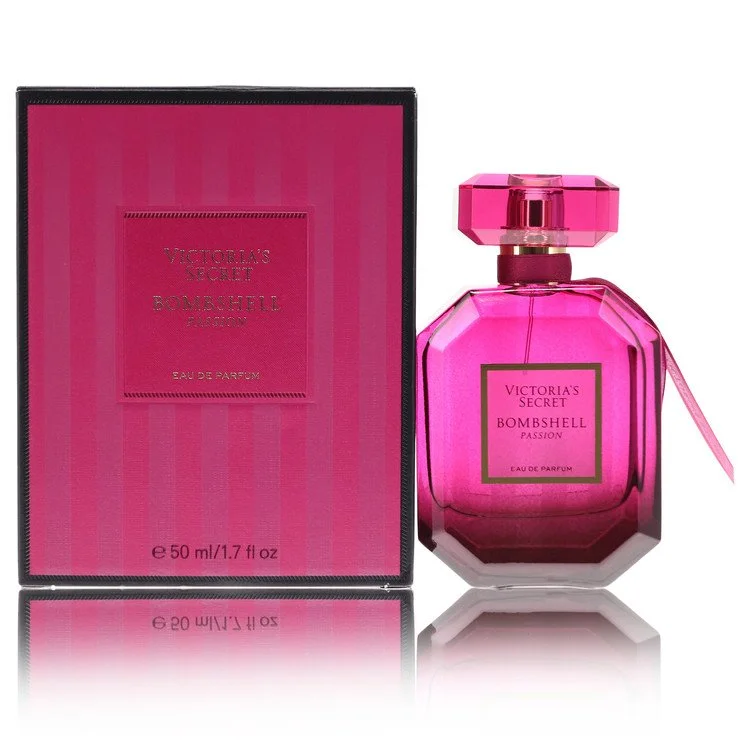 VICTORIA'S
SECRET
BOMBSHELL
PASSION
EAU DE PARFUM
℮ 50 ml/1.7 fl oz
VICTORIA'S
SECRET
BOMBSHELL
PASSION
EAU DE PARFUM